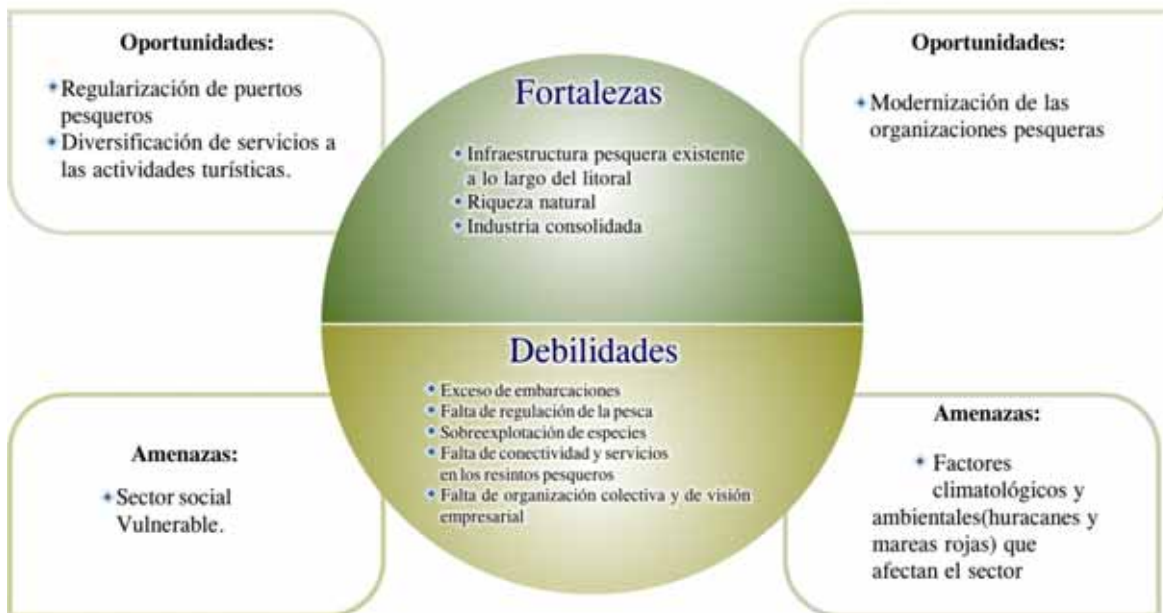 Oportunidades:
Regularización de puertos
pesqueros
Diversificación de servicios a
las actividades turísticas.
Fortalezas
Infraestructura pesquera existente
a lo largo del litoral
Riqueza natural
Industria consolidada
Oportunidades:
Modernización de las
organizaciones pesqueras
Debilidades
Exceso de embarcaciones
Falta de regulación de la pesca
Sobreexplotación de especies
Falta de conectividad y servicios
en los resintos pesqueros
Falta de organización colectiva y de visión
empresarial
Amenazas:
Sector social
Vulnerable.
Amenazas:
Factores
climatológicos y
ambientales(huracanes y
mareas rojas) que
afectan el sector